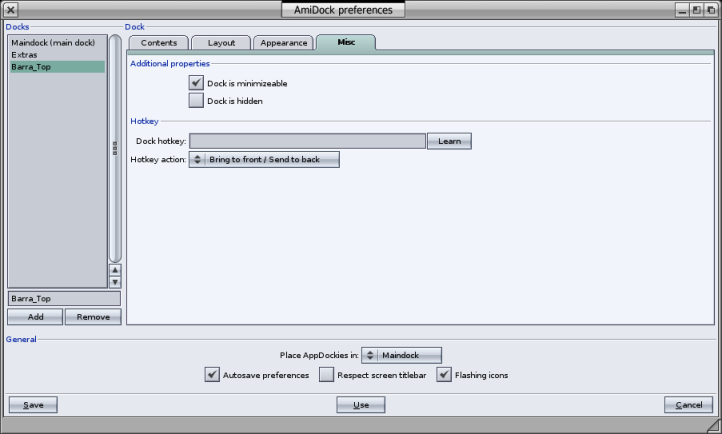 AmiDock preferences
Docks
Dock
Maindock (main dock)
Extras
Barra_Top
Contents
Layout
Appearance
Misc
Additional properties
Dock is minimizeable
Dock is hidden
Hotkey
Dock hotkey:
Learn
Hotkey action:
Bring to front / Send to back
Barra_Top
Add
Remove
General
Place AppDockies in:
Maindock
Autosave preferences
Respect screen titlebar
Flashing icons
Save
Use
Cancel